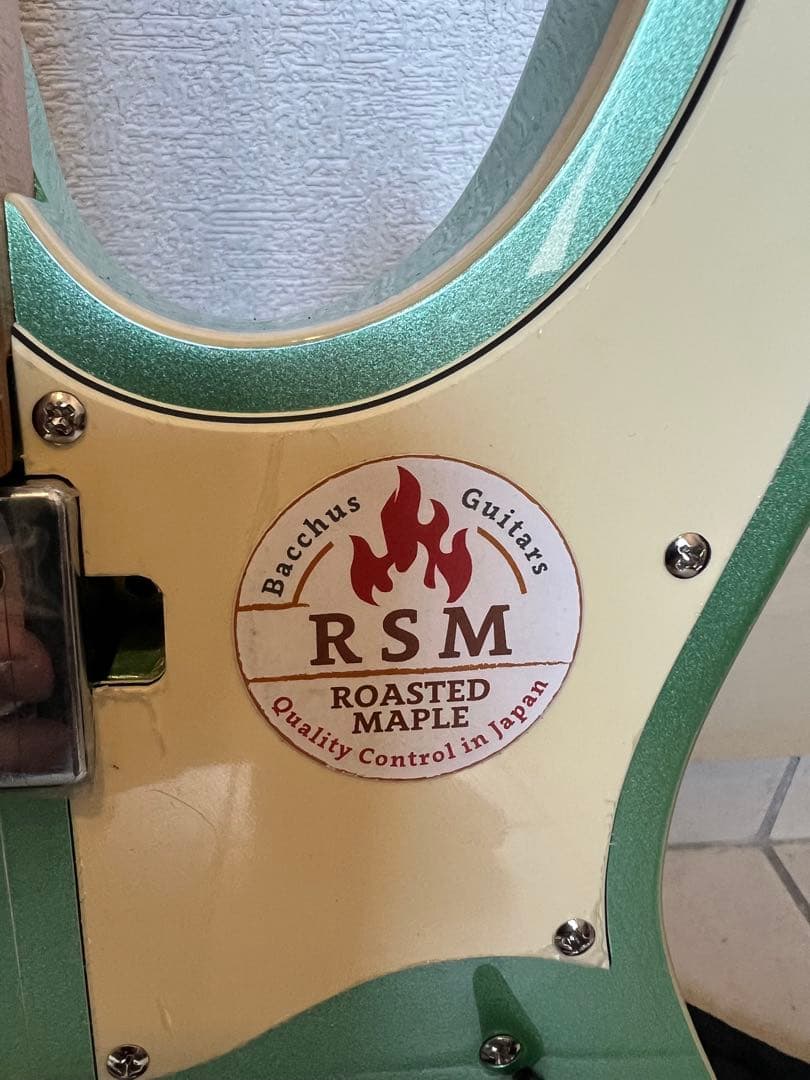 Bacchus Guitars
RSM
ROASTED
MAPLE
Quality Control in Japan